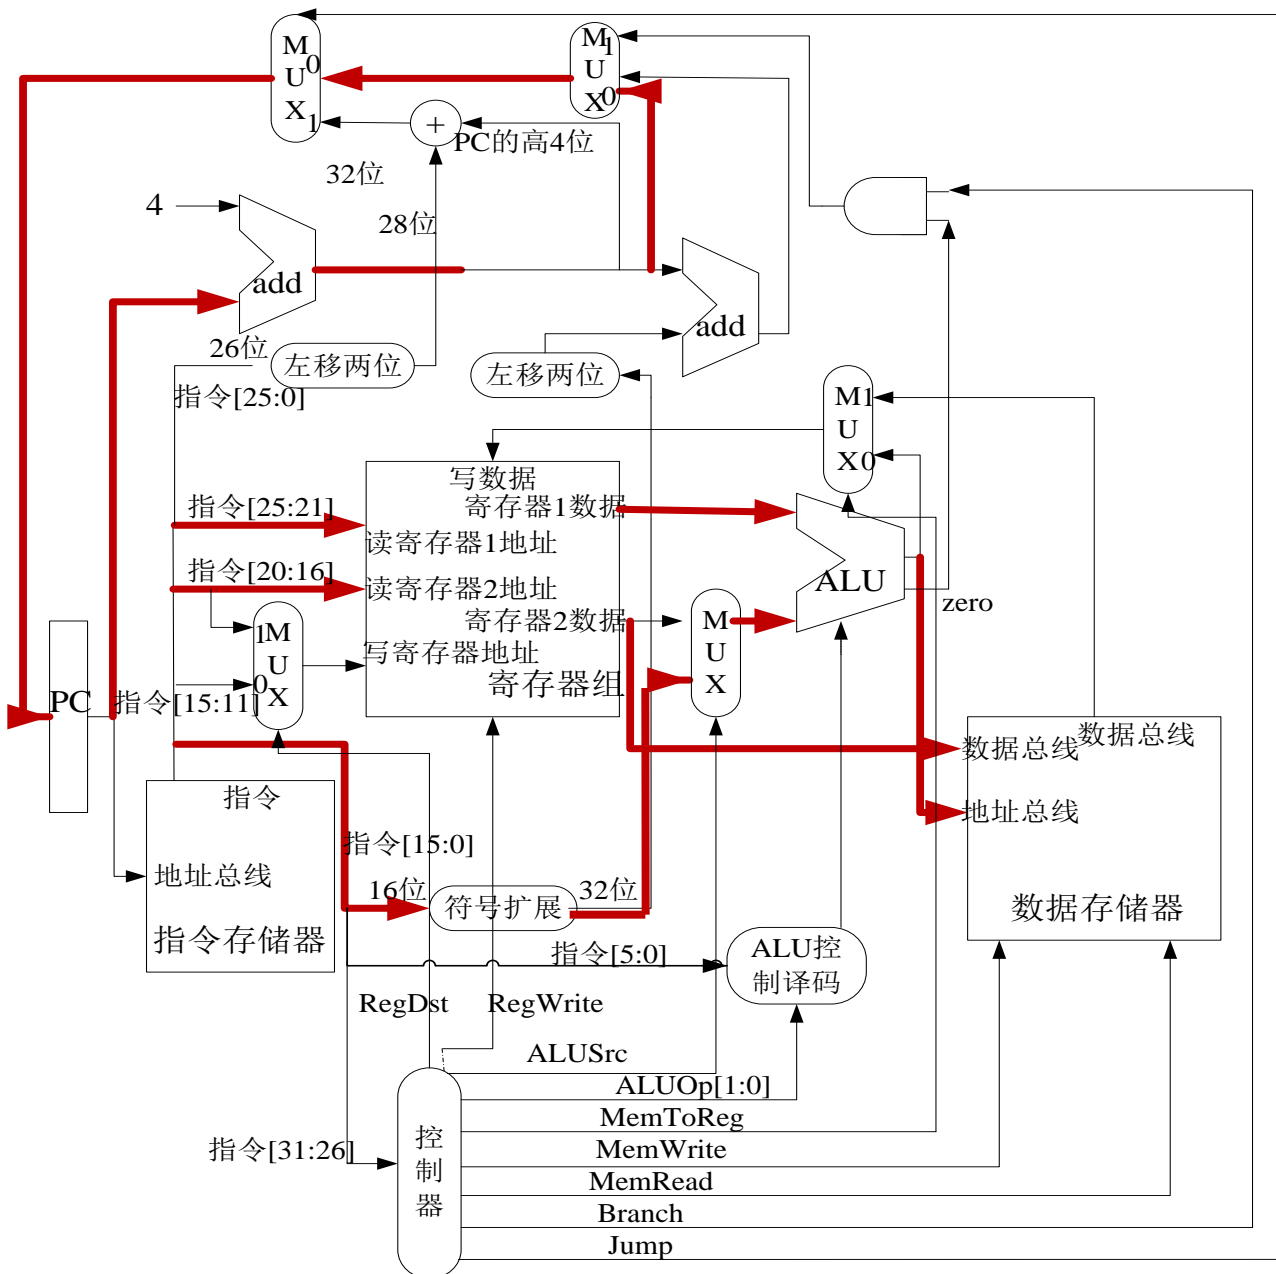 M
U
X
0
1
M
U
X
1
0
+
PC的高4位
32位
28位
4
add
add
26位
左移两位
左移两位
指令[25:0]
M
U
X
1
0
写数据
指令[25:21]
寄存器1数据
读寄存器1地址
指令[20:16]
读寄存器2地址
ALU
zero
寄存器2数据
1
0
M
U
X
写寄存器地址
M
U
X
寄存器组
PC
指令[15:11]
数据总线
数据总线
指令
地址总线
指令[15:0]
地址总线
16位
32位
符号扩展
数据存储器
指令存储器
指令[5:0]
ALU控
制译码
RegDst
RegWrite
ALUSrc
ALUOp[1:0]
MemToReg
指令[31:26]
控
制
器
MemWrite
MemRead
Branch
Jump